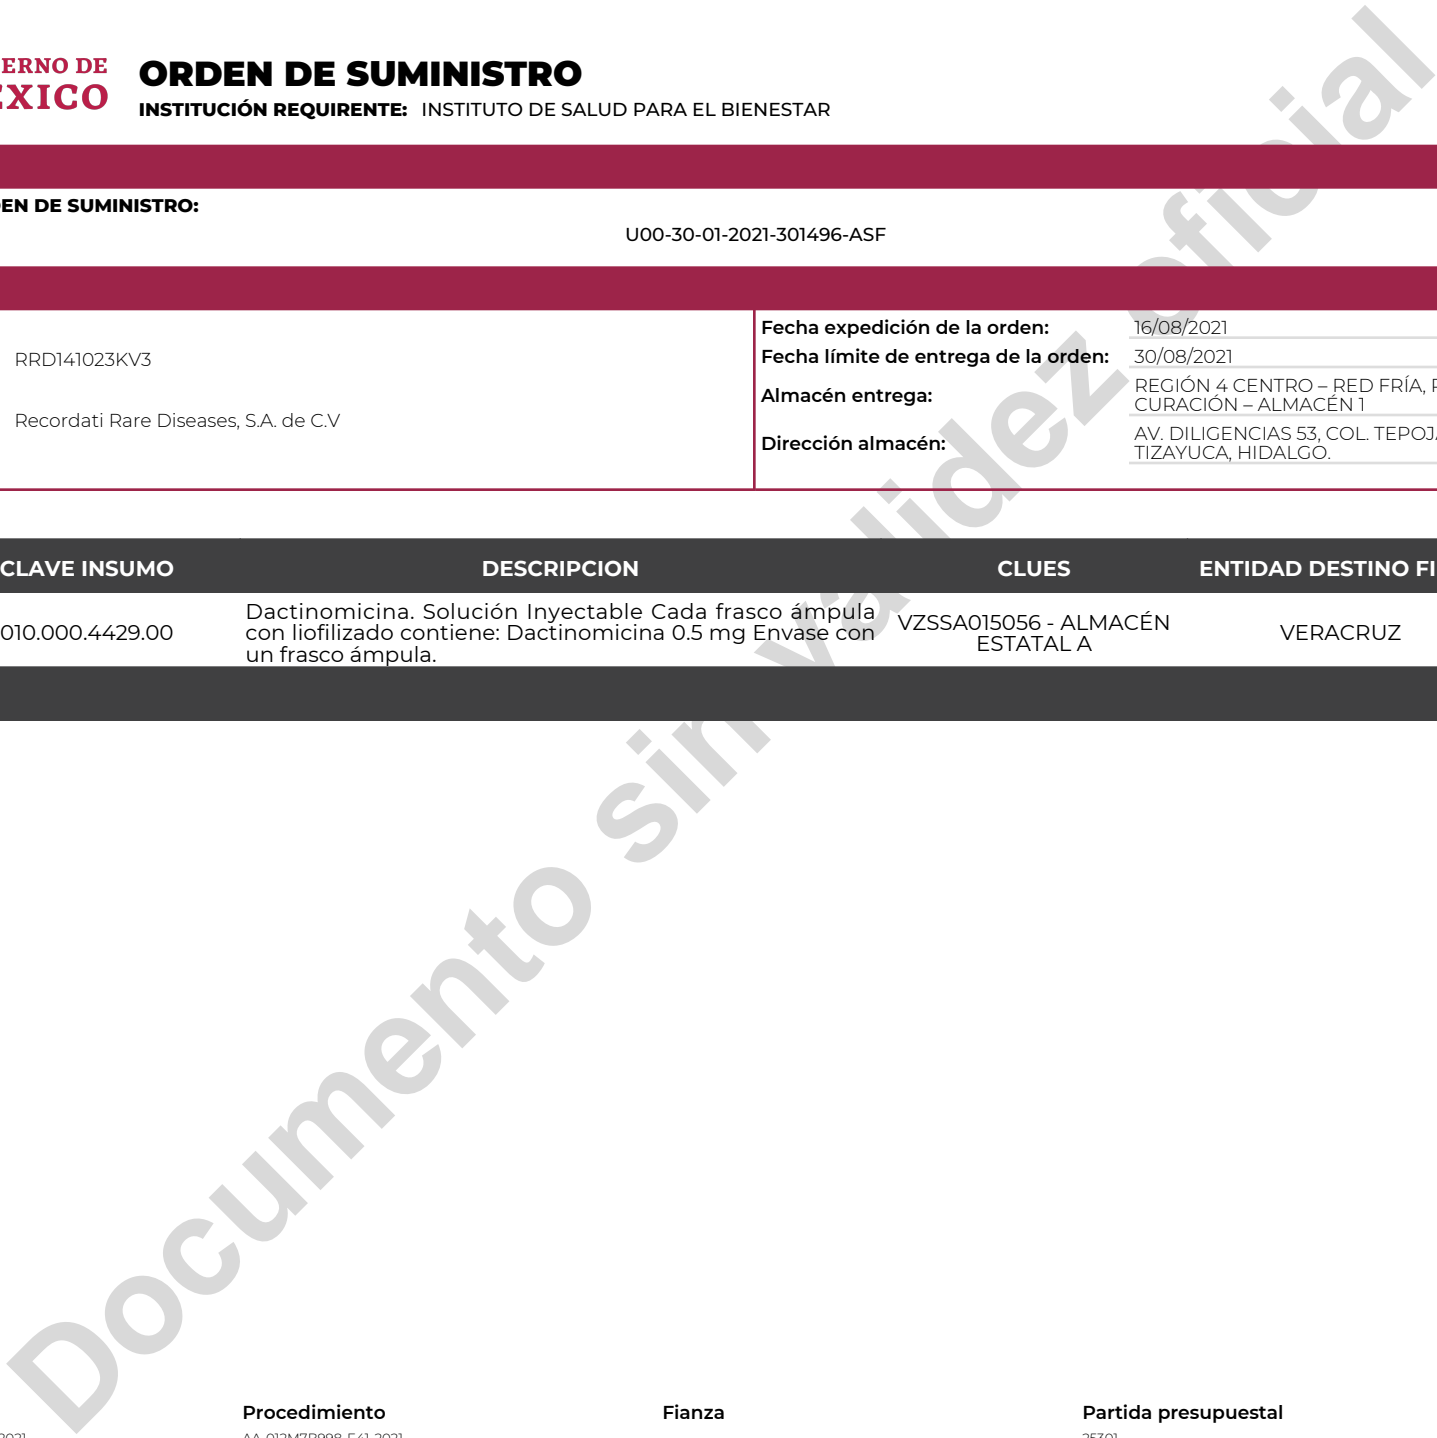 ERNO DE
ÉXICO
ORDEN DE SUMINISTRO
INSTITUCIÓN REQUIRENTE: INSTITUTO DE SALUD PARA EL BIENESTAR
EN DE SUMINISTRO:
U00-30-01-2021-301496-ASF
RRD141023KV3
Recordati Rare Diseases, S.A. de C.V
Fecha expedición de la orden: 16/08/2021
Fecha límite de entrega de la orden: 30/08/2021
Almacén entrega:
REGIÓN 4 CENTRO – RED FRÍA,
CURACIÓN – ALMACÉN 1
Dirección almacén:
AV. DILIGENCIAS 53, COL. TEPOJA
TIZAYUCA, HIDALGO.
CLAVE INSUMO DESCRIPCION CLUES ENTIDAD DESTINO FI
010.000.4429.00
Dactinomicina. Solución Inyectable Cada frasco ámpula
con liofilizado contiene: Dactinomicina 0.5 mg Envase con
un frasco ámpula.
VZSSA015056 - ALMACÉN
ESTATAL A
VERACRUZ
Documento sin validez oficial
Procedimiento Fianza Partida presupuestal